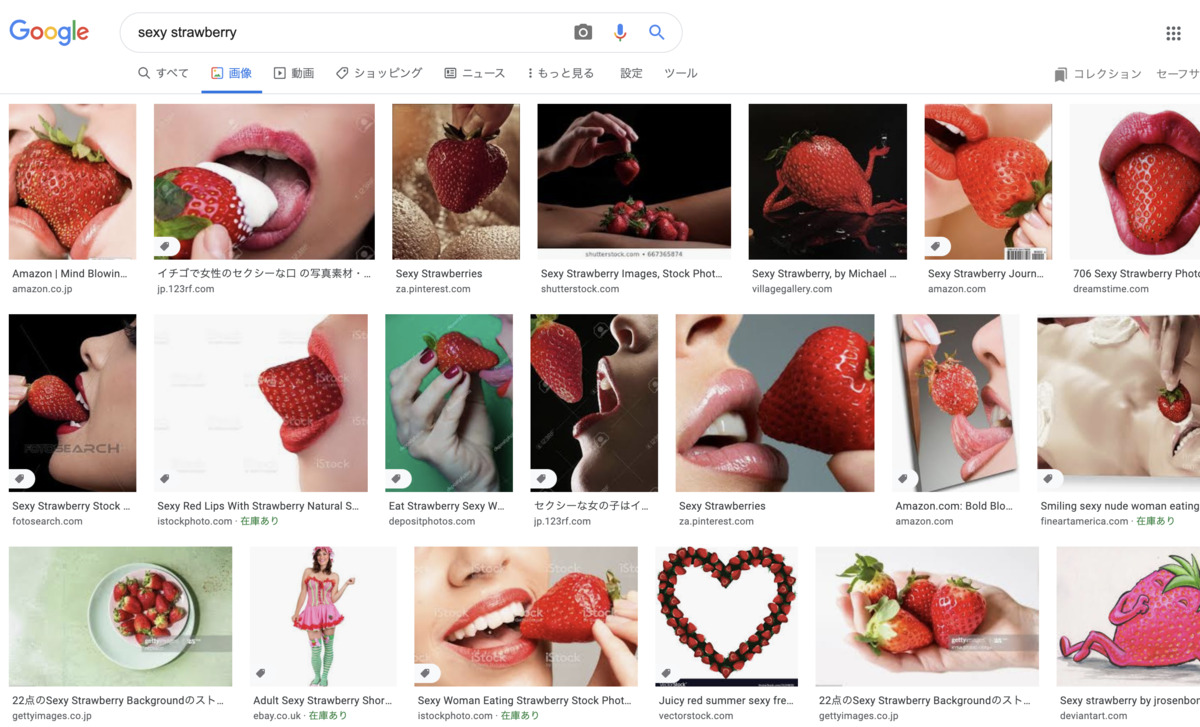 Google
sexy strawberry
すべて
画像
動画
ショッピング
ニュース
もっと見る
設定
ツール
コレクション
セーフサ
shutterstock.com • 667365874
Amazon | Mind Blowin...
amazon.co.jp
イチゴで女性のセクシーな口 の写真素材・...
jp.123rf.com
Sexy Strawberries
za.pinterest.com
Sexy Strawberry Images, Stock Phot...
shutterstock.com
Sexy Strawberry, by Michael ...
villagegallery.com
Sexy Strawberry Journ...
amazon.com
706 Sexy Strawberry Photo
dreamstime.com
FOTOSEARCH
iStock
iStock
Sexy Strawberry Stock ...
fotosearch.com
Sexy Red Lips With Strawberry Natural S...
istockphoto.com · 在庫あり
Eat Strawberry Sexy W...
depositphotos.com
セクシーな女の子はイ...
jp.123rf.com
Sexy Strawberries
za.pinterest.com
Amazon.com: Bold Blo...
amazon.com
Smiling sexy nude woman eating
fineartamerica.com · 在庫あり
gettyimages
iStock
iStock
iStock
gettyimages
22点のSexy Strawberry Backgroundのスト...
gettyimages.co.jp
Adult Sexy Strawberry Shor...
ebay.co.uk · 在庫あり
Sexy Woman Eating Strawberry Stock Phot...
istockphoto.com · 在庫あり
Juicy red summer sexy fre...
vectorstock.com
22点のSexy Strawberry Backgroundのスト...
gettyimages.co.jp
Sexy strawberry by jrosenbo
deviantart.com